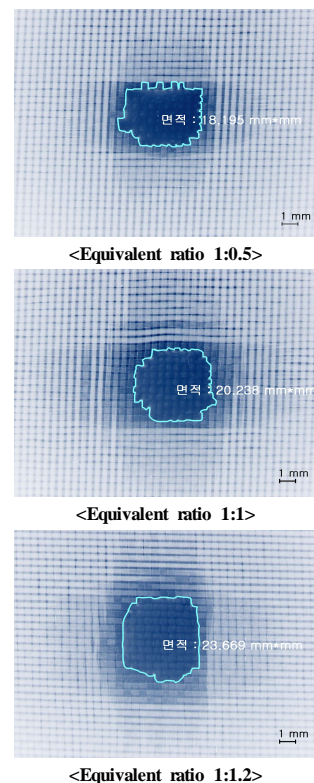 면적 : 18.195 mm*mm
1 mm
<Equivalent ratio 1:0.5>
면적 : 20.238 mm*mm
1 mm
<Equivalent ratio 1:1>
면적 : 23.669 mm*mm
1 mm
<Equivalent ratio 1:1.2>